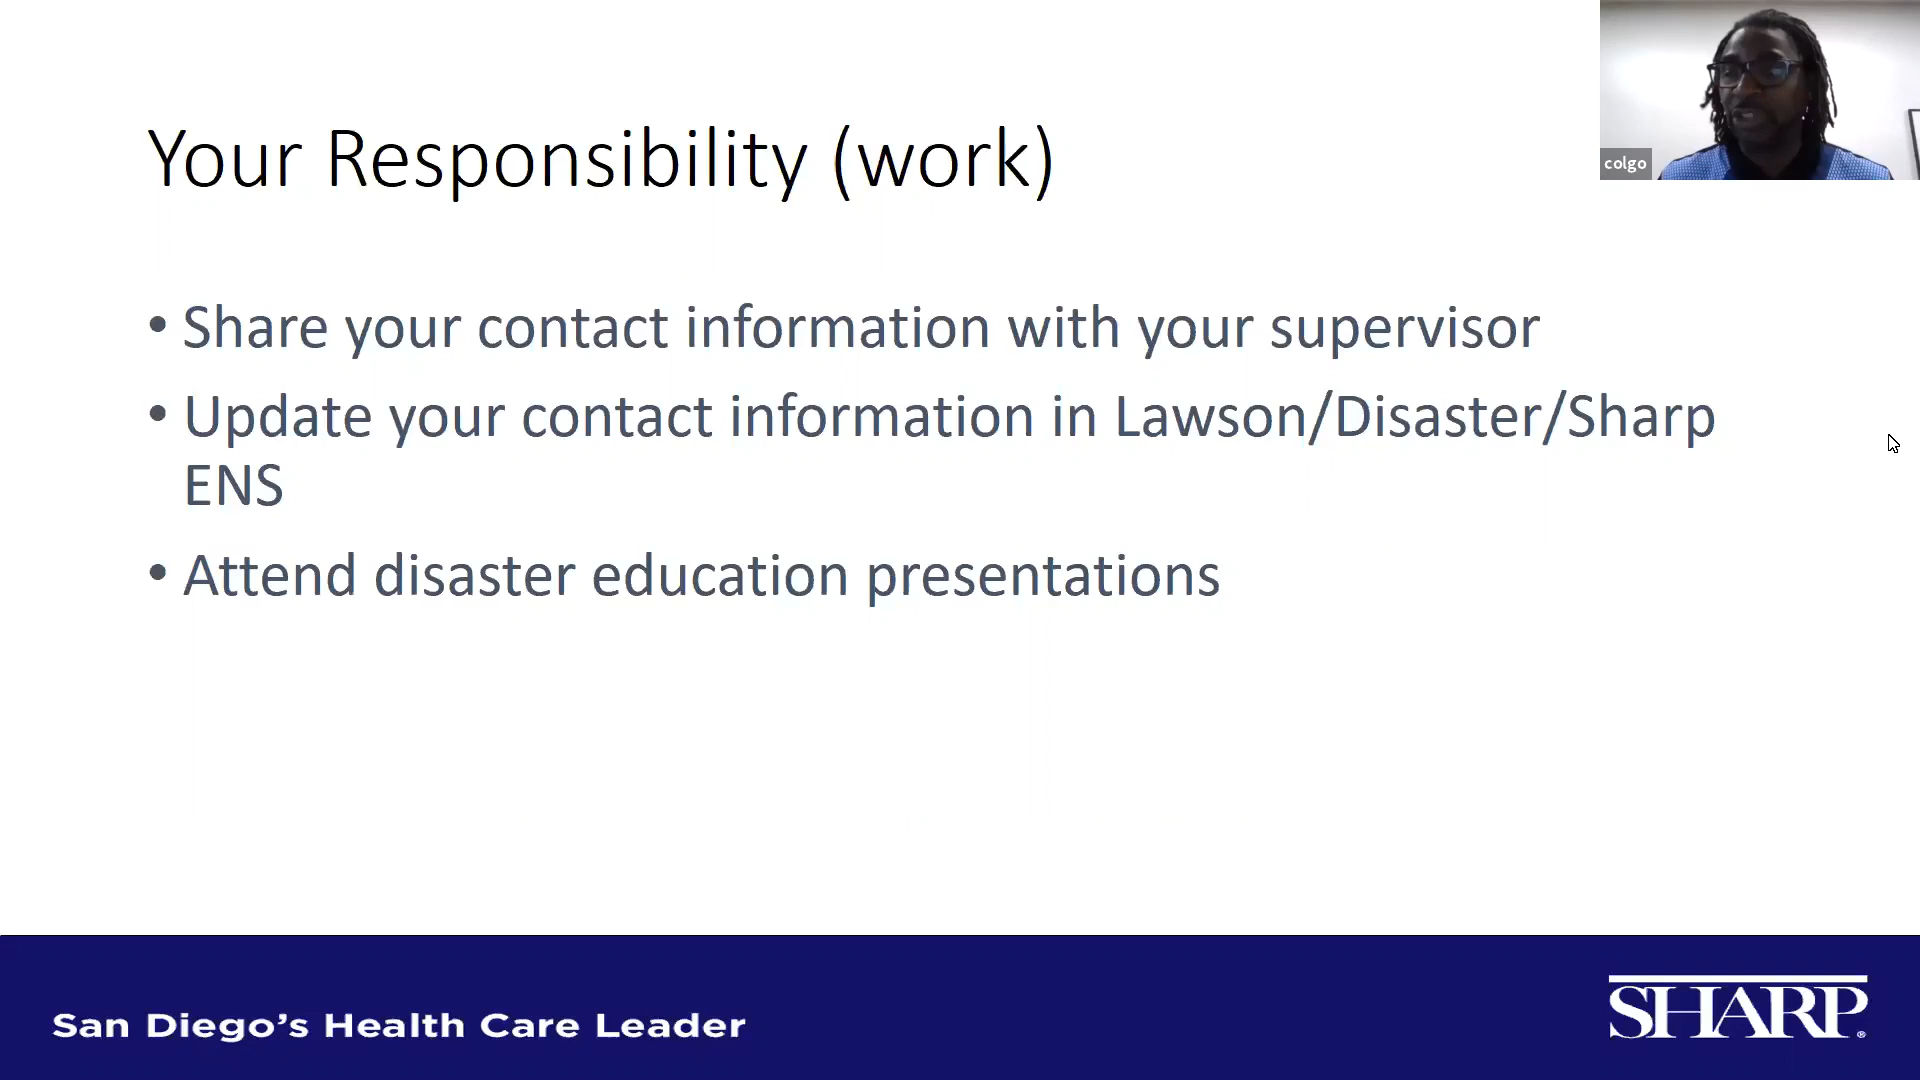 colgo
Your Responsibility (work)
• Share your contact information with your supervisor
• Update your contact information in Lawson/Disaster/Sharp
ENS
• Attend disaster education presentations
San Diego’s Health Care Leader
SHARP®